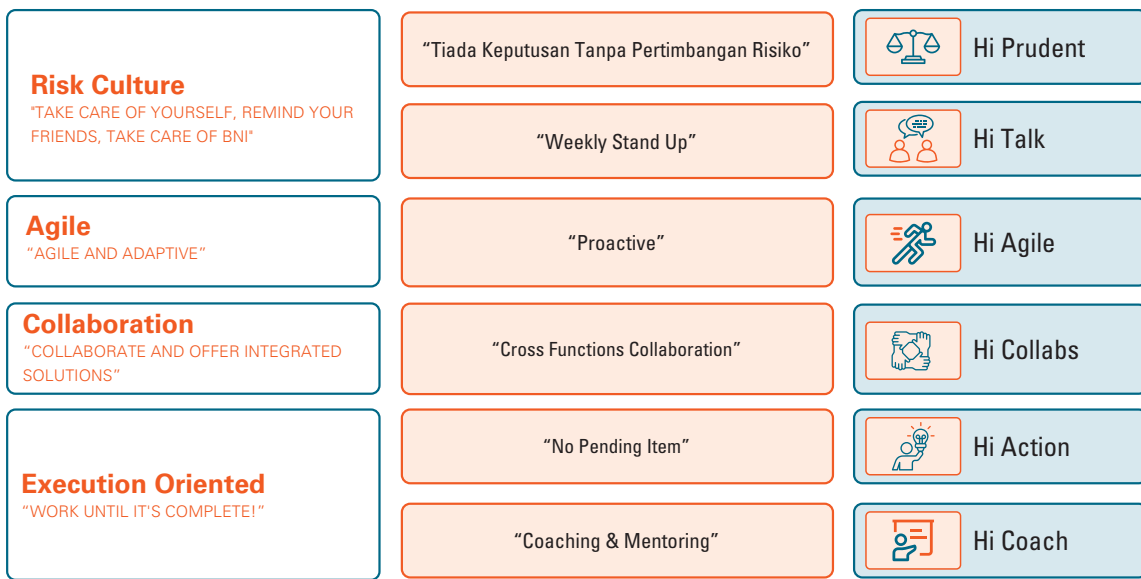 Risk Culture
"TAKE CARE OF YOURSELF, REMIND YOUR
FRIENDS, TAKE CARE OF BNI"
“Tiada Keputusan Tanpa Pertimbangan Risiko”
Hi Prudent
“Weekly Stand Up”
Hi Talk
Agile
“AGILE AND ADAPTIVE”
“Proactive”
Hi Agile
Collaboration
“COLLABORATE AND OFFER INTEGRATED
SOLUTIONS”
“Cross Functions Collaboration”
Hi Collabs
Execution Oriented
“WORK UNTIL IT'S COMPLETE!”
“No Pending Item”
Hi Action
“Coaching & Mentoring”
Hi Coach